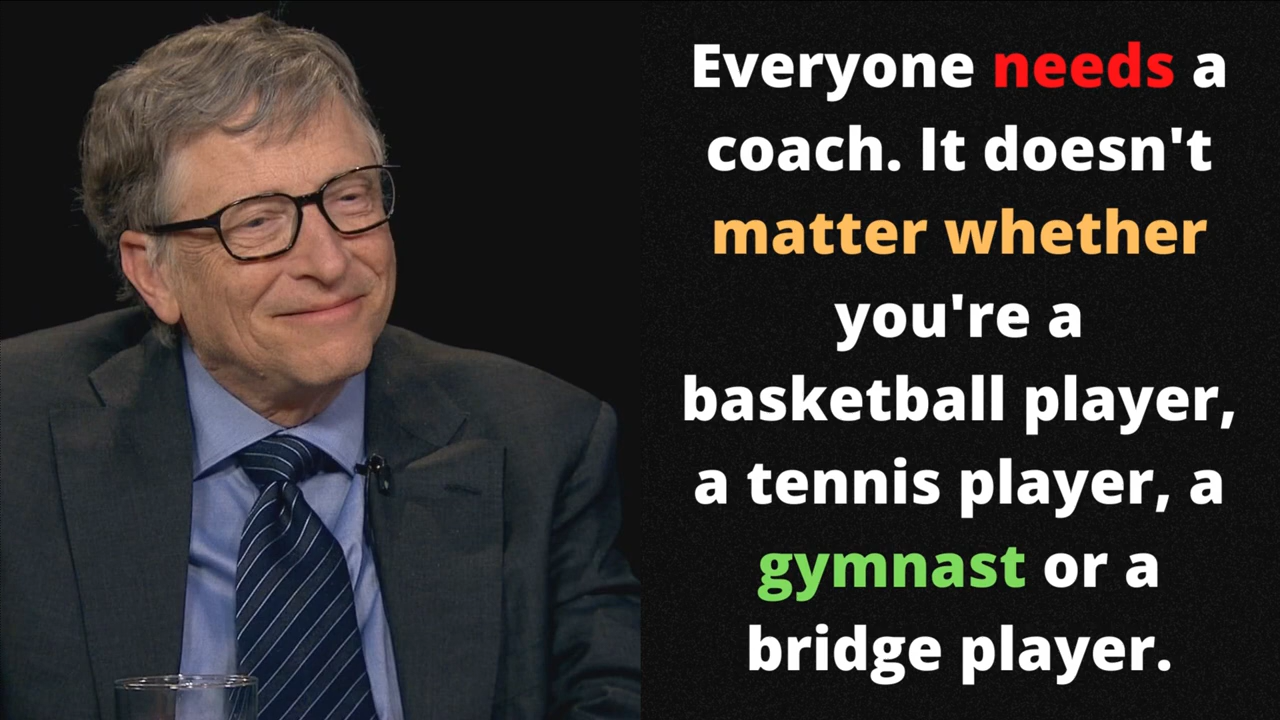 Everyone needs a
coach. It doesn't
matter whether
you're a
basketball player,
a tennis player, a
gymnast or a
bridge player.